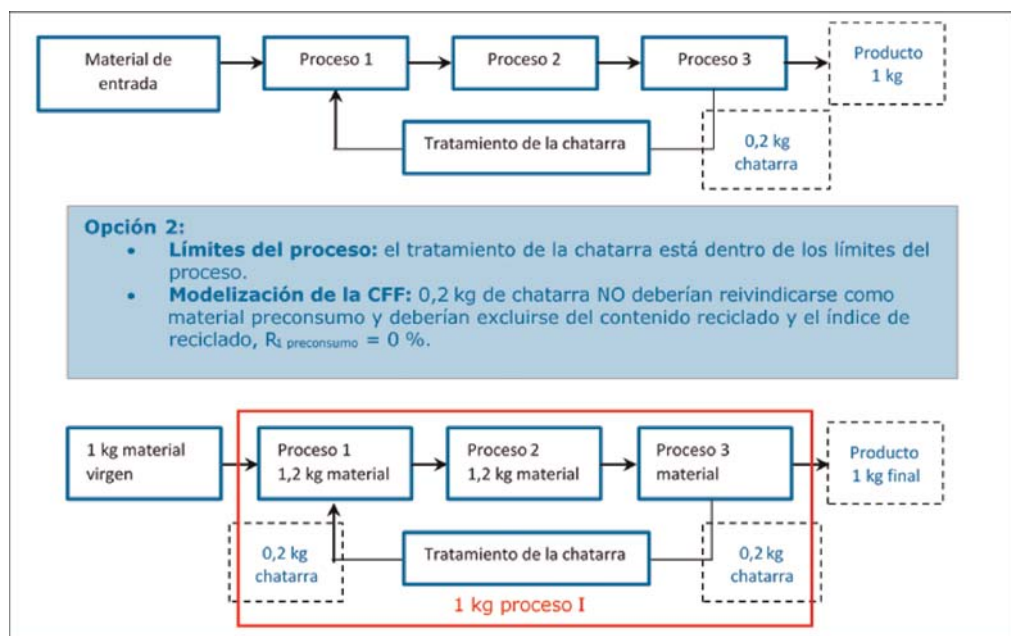 Material de
entrada
Proceso 1
Proceso 2
Proceso 3
Producto
1 kg
Tratamiento de la chatarra
0,2 kg
chatarra
Opción 2:
• Límites del proceso: el tratamiento de la chatarra está dentro de los límites del
proceso.
• Modelización de la CFF: 0,2 kg de chatarra NO deberían reivindicarse como
material preconsumo y deberían excluirse del contenido reciclado y el índice de
reciclado, R₁ preconsumo = 0 %.
1 kg material
virgen
Proceso 1
1,2 kg material
Proceso 2
1,2 kg material
Proceso 3
material
Producto
1 kg final
0,2 kg
chatarra
Tratamiento de la chatarra
0,2 kg
chatarra
1 kg proceso I